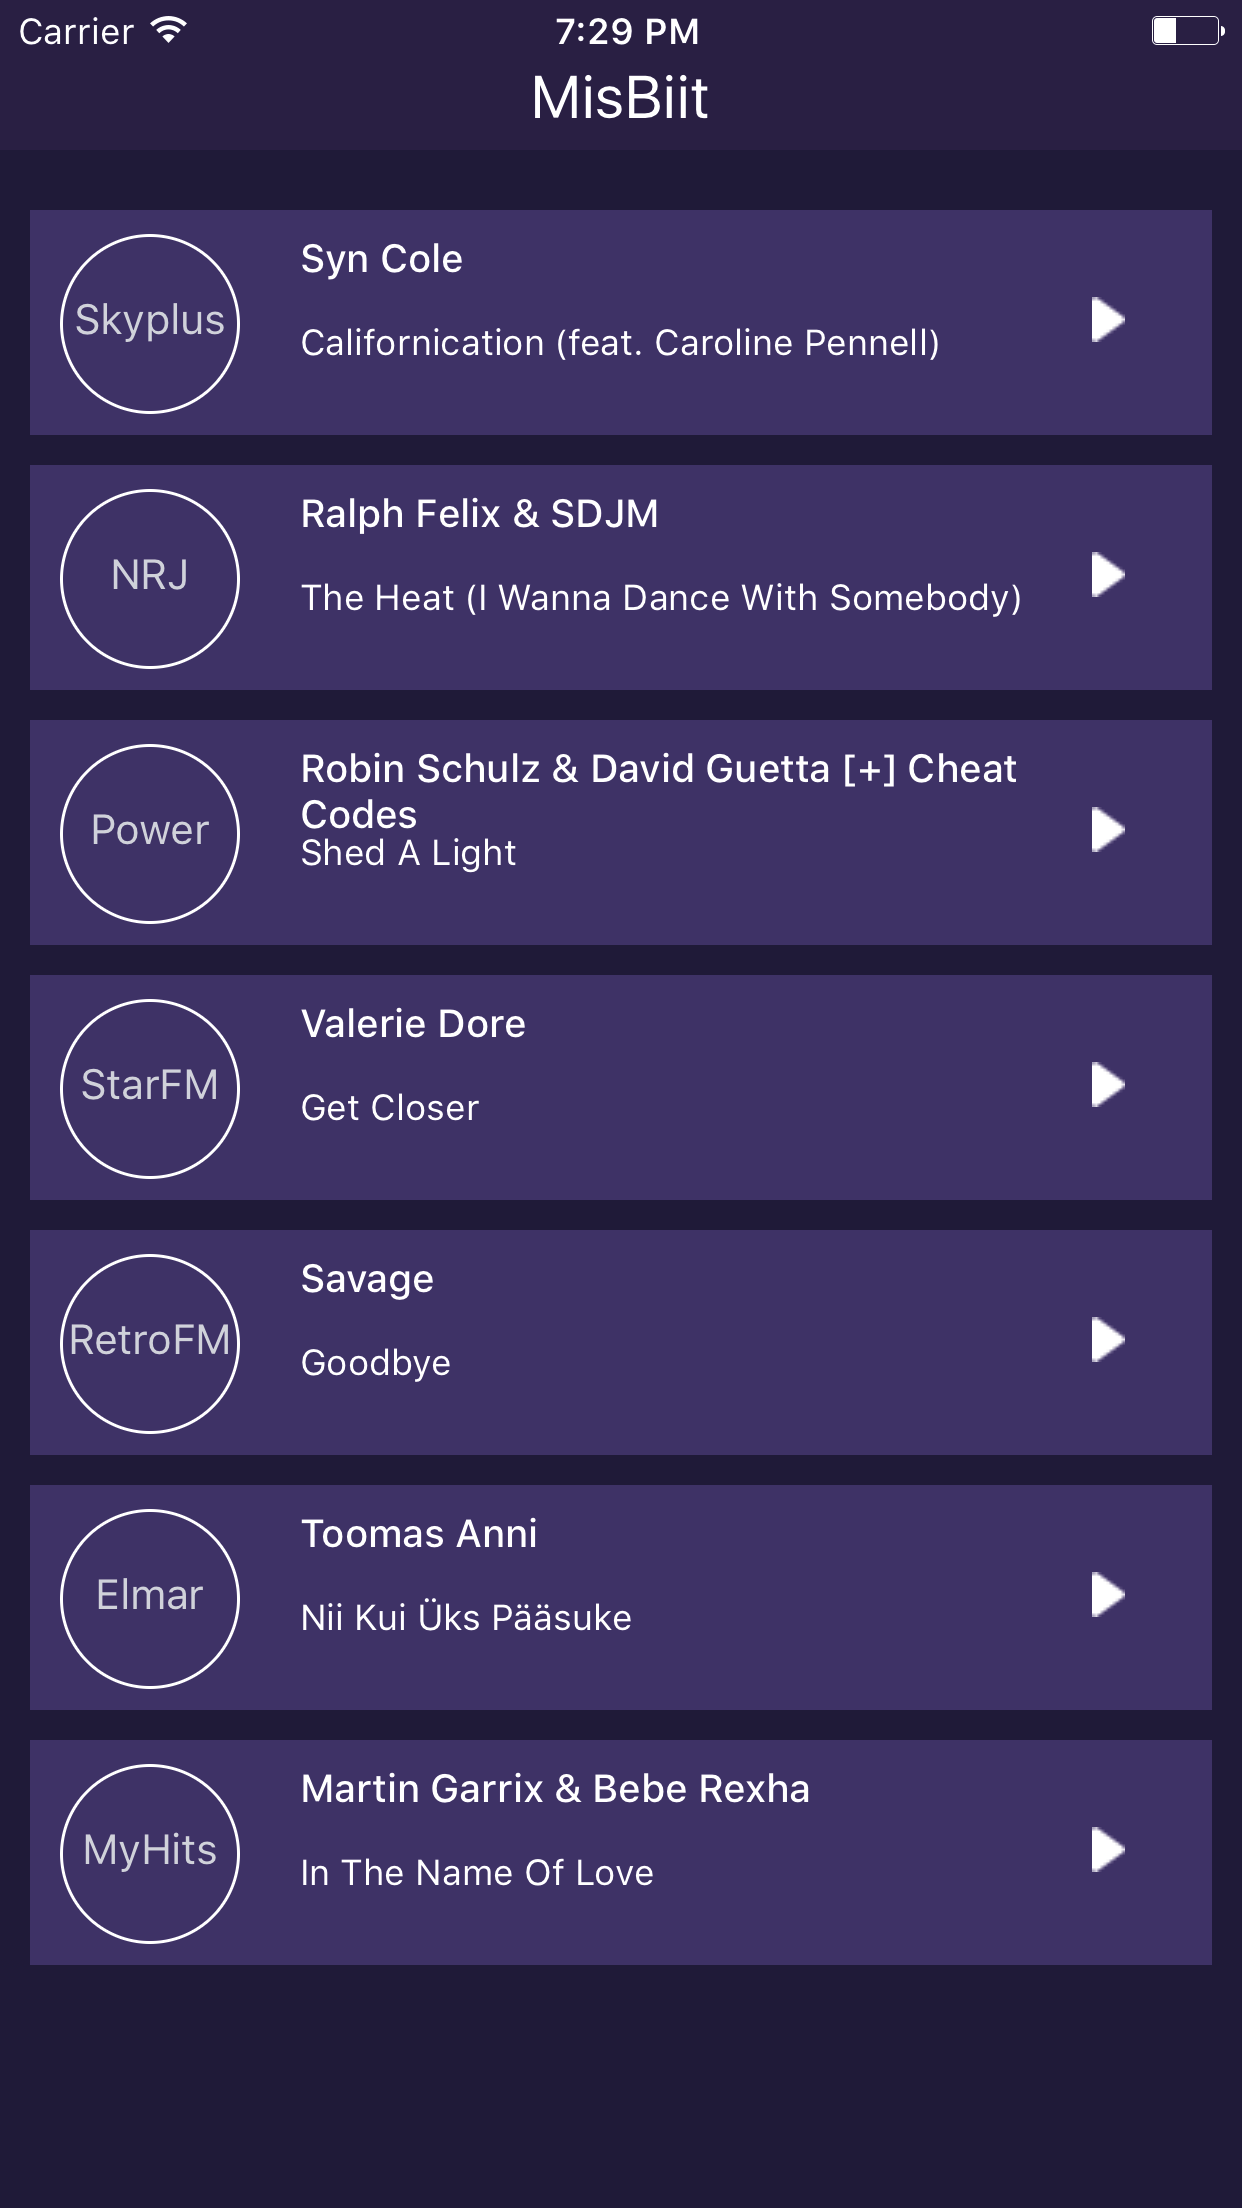 Carrier 7:29 PM
MisBiit
Skyplus
Syn Cole
Californication (feat. Caroline Pennell)
NRJ
Ralph Felix & SDJM
The Heat (I Wanna Dance With Somebody)
Power
Robin Schulz & David Guetta [+] Cheat
Codes
Shed A Light
StarFM
Valerie Dore
Get Closer
RetroFM
Savage
Goodbye
Elmar
Toomas Anni
Nii Kui Üks Pääsuke
MyHits
Martin Garrix & Bebe Rexha
In The Name Of Love